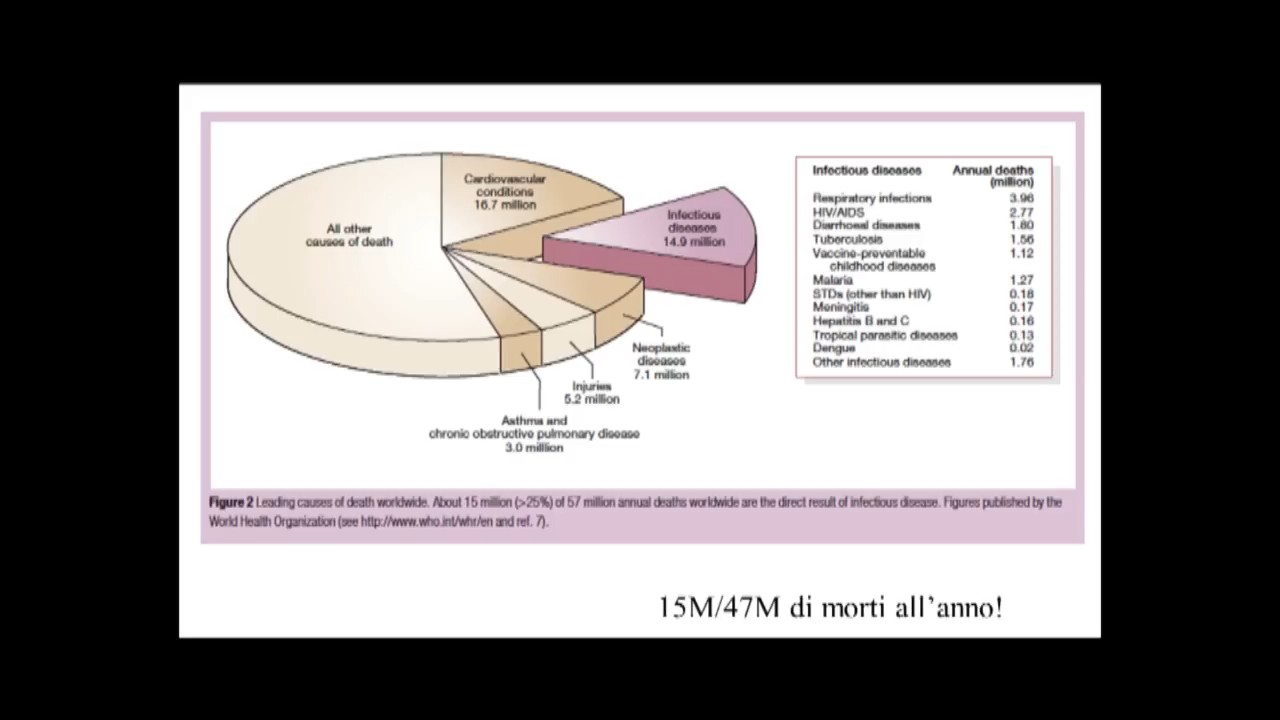 Cardiovascular
conditions
16.7 million
Infectious
diseases
14.9 million
All other
causes of death
Neoplastic
diseases
7.1 million
Injuries
5.2 million
Asthma and
chronic obstructive pulmonary disease
3.0 million
Infectious diseases Annual deaths
(million)
Respiratory infections 3.96
HIV/AIDS 2.77
Diarrhoeal diseases 1.80
Tuberculosis 1.56
Vaccine-preventable 1.12
childhood diseases
Malaria 1.27
STDs (other than HIV) 0.18
Meningitis 0.17
Hepatitis B and C 0.16
Tropical parasitic diseases 0.13
Dengue 0.02
Other infectious diseases 1.76
Figure 2 Leading causes of death worldwide. About 15 million (>25%) of 57 million annual deaths worldwide are the direct result of infectious disease. Figures published by the
World Health Organization (see http://www.who.int/whr/en and ref. 7).
15M/47M di morti all’anno!